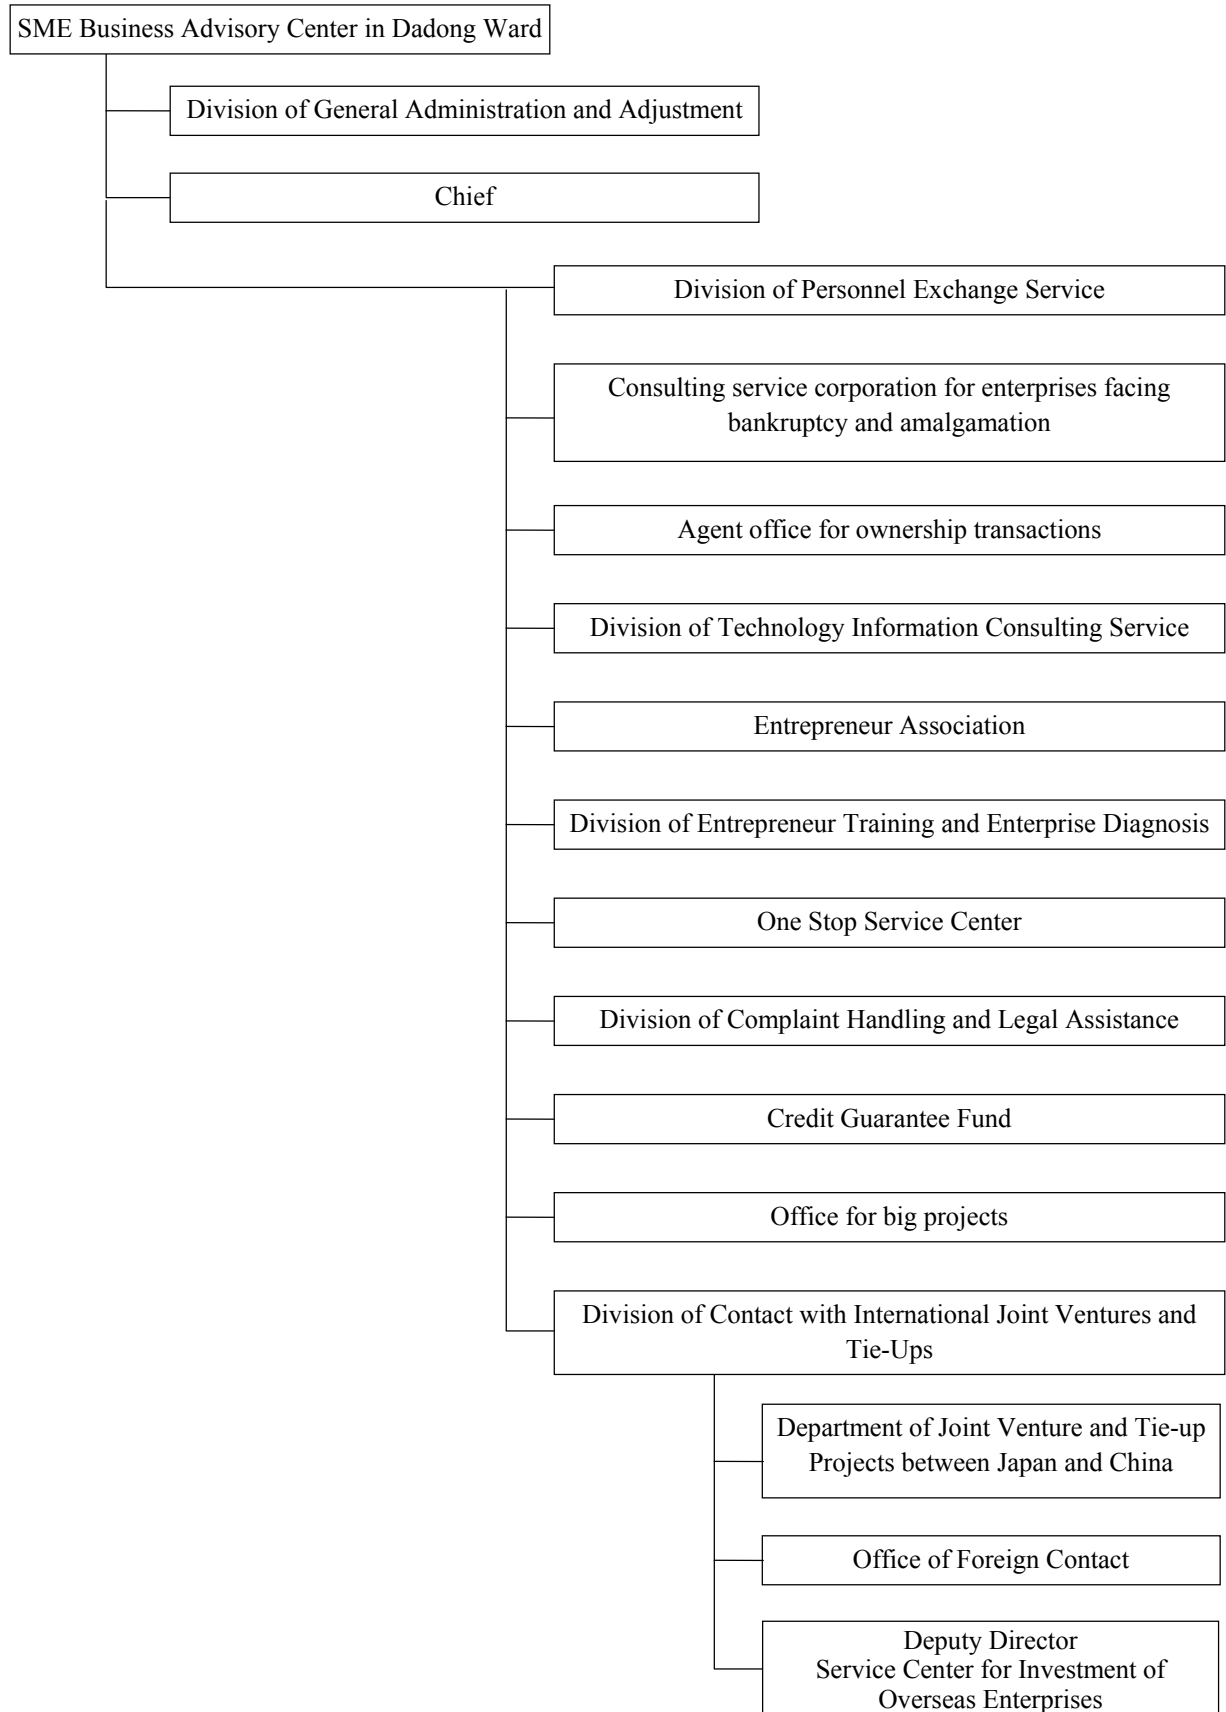 SME Business Advisory Center in Dadong Ward
Division of General Administration and Adjustment
Chief
Division of Personnel Exchange Service
Consulting service corporation for enterprises facing
bankruptcy and amalgamation
Agent office for ownership transactions
Division of Technology Information Consulting Service
Entrepreneur Association
Division of Entrepreneur Training and Enterprise Diagnosis
One Stop Service Center
Division of Complaint Handling and Legal Assistance
Credit Guarantee Fund
Office for big projects
Division of Contact with International Joint Ventures and
Tie-Ups
Department of Joint Venture and Tie-up
Projects between Japan and China
Office of Foreign Contact
Deputy Director
Service Center for Investment of
Overseas Enterprises